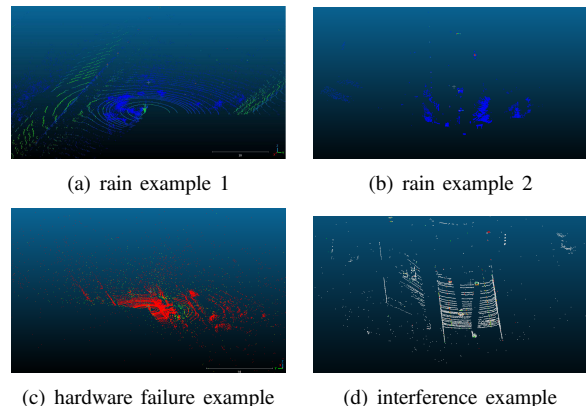 (a) rain example 1
(b) rain example 2
(c) hardware failure example
(d) interference example